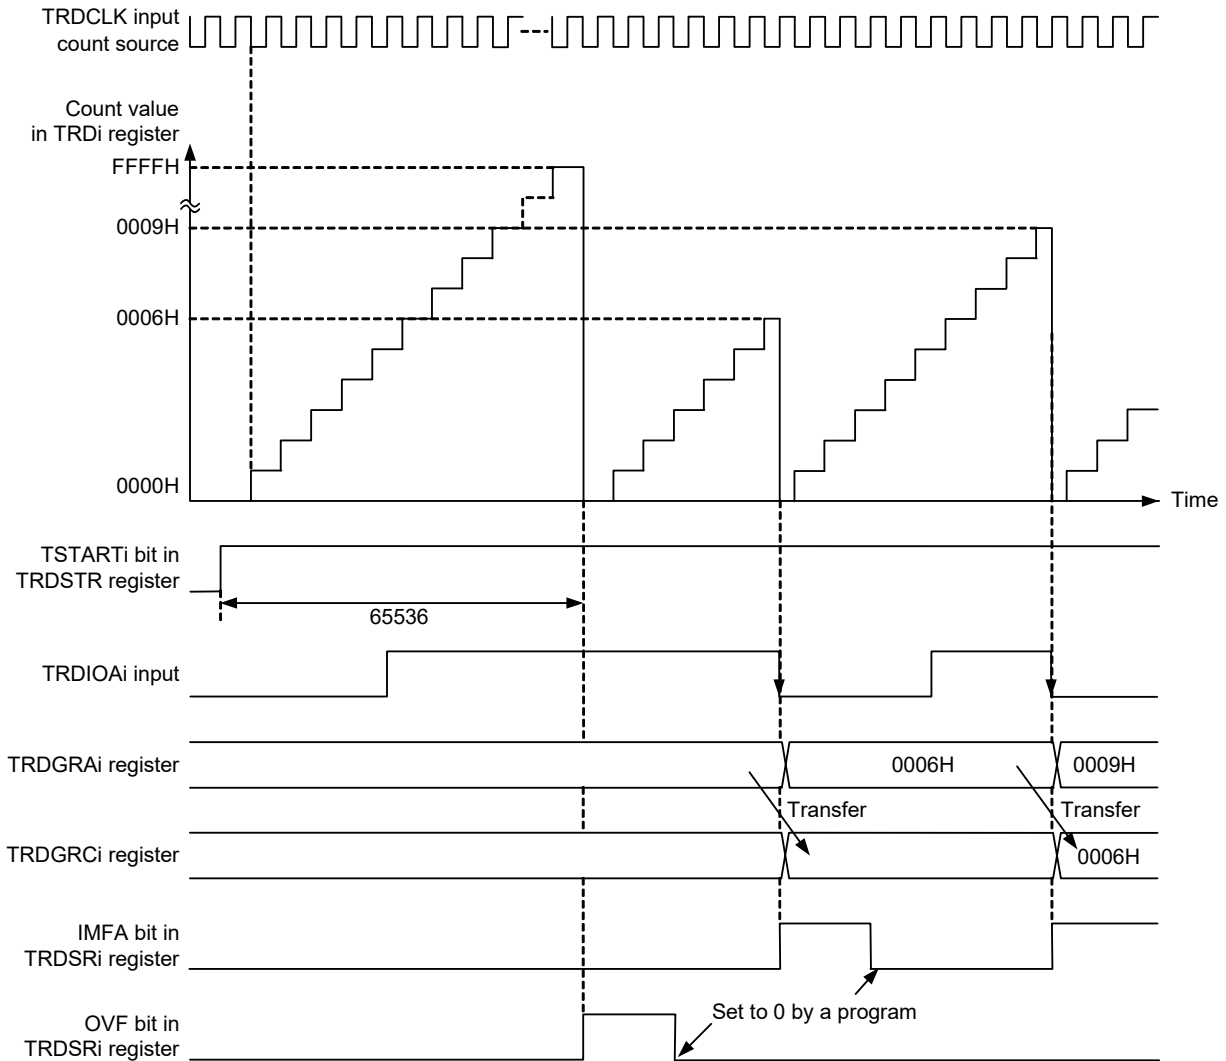 TRDCLK input
count source
Count value
in TRDi register
FFFFH
0009H
0006H
0000H
Time
TSTARTi bit in
TRDSTR register
65536
TRDIOAi input
TRDGRAi register
0006H
0009H
Transfer
Transfer
TRDGRCi register
0006H
IMFA bit in
TRDSRi register
Set to 0 by a program
OVF bit in
TRDSRi register